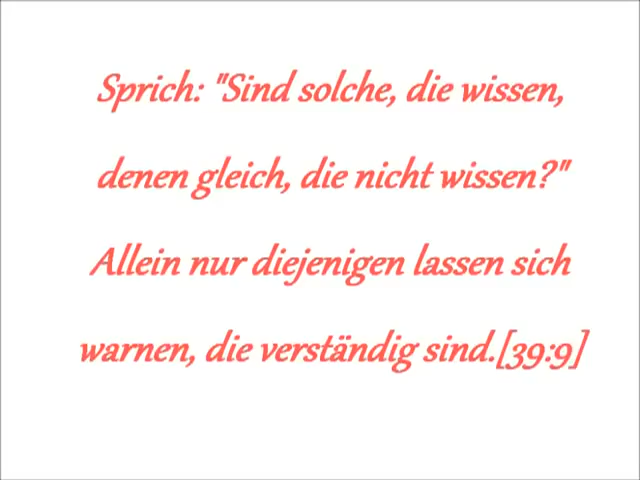 Sprich: "Sind solche, die wissen,
denen gleich, die nicht wissen?"
Allein nur diejenigen lassen sich
warnen, die verständig sind.[39:9]